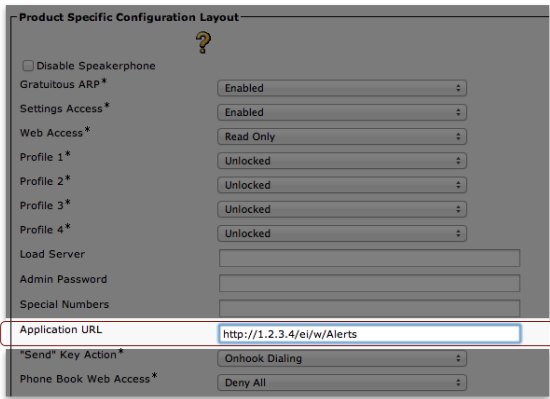 Product Specific Configuration Layout
?
Disable Speakerphone
Gratuitous ARP* Enabled
Settings Access* Enabled
Web Access* Read Only
Profile 1* Unlocked
Profile 2* Unlocked
Profile 3* Unlocked
Profile 4* Unlocked
Load Server
Admin Password
Special Numbers
Application URL http://1.2.3.4/ei/w/Alerts
"Send" Key Action* Onhook Dialing
Phone Book Web Access* Deny All